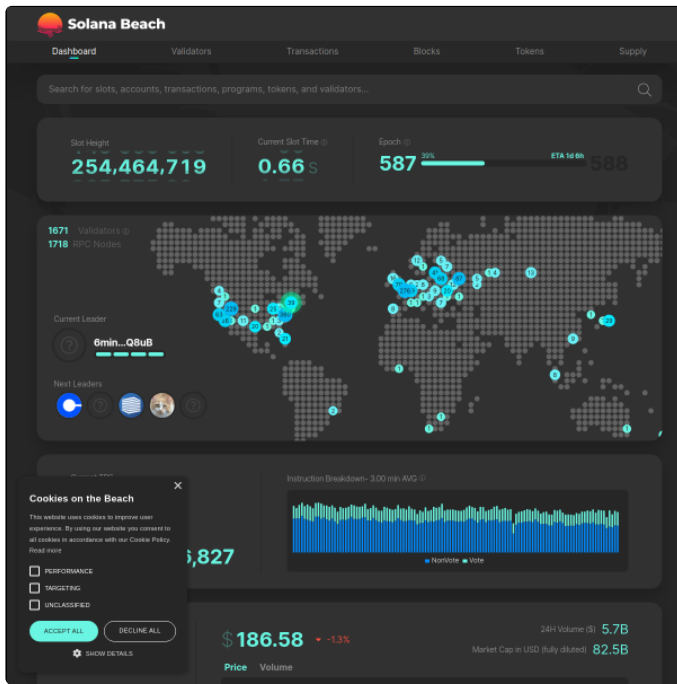 Solana Beach
Dashboard Validators Transactions Blocks Tokens Supply
Search for slots, accounts, transactions, programs, tokens, and validators...
Slot Height
254,464,719
Current Slot Time
0.66 s
Epoch
587 39% ETA 1d 6h 588
1671 Validators
1718 RPC Nodes
Current Leader
6min...Q8uB
Next Leaders
Instruction Breakdown- 3.00 min AVG
NonVote Vote
Cookies on the Beach
This website uses cookies to improve user
experience. By using our website you consent to
all cookies in accordance with our Cookie Policy.
Read more
PERFORMANCE
TARGETING
UNCLASSIFIED
ACCEPT ALL DECLINE ALL
SHOW DETAILS
,827
$186.58 -1.3%
Price Volume
24H Volume ($) 5.7B
Market Cap in USD (fully diluted) 82.5B